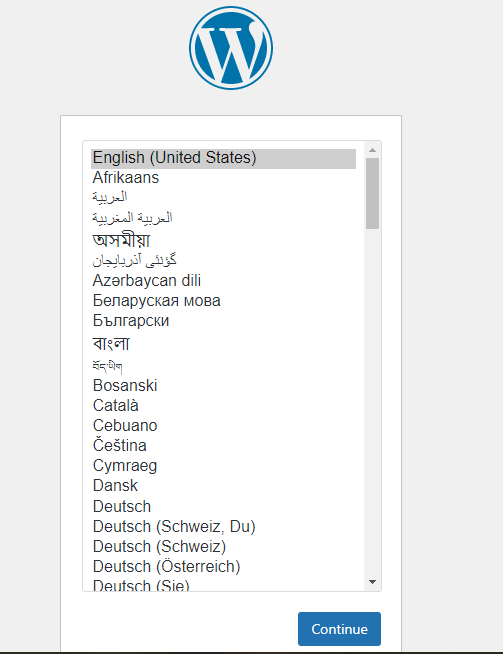 English (United States)
Afrikaans
العربية
العربية المغربية
অসমীয়া
گؤنئی آذربایجان
Azərbaycan dili
Беларуская мова
Български
বাংলা
བོད་ཡིག
Bosanski
Català
Cebuano
Čeština
Cymraeg
Dansk
Deutsch
Deutsch (Schweiz, Du)
Deutsch (Schweiz)
Deutsch (Österreich)
Deutsch (Sie)
Continue